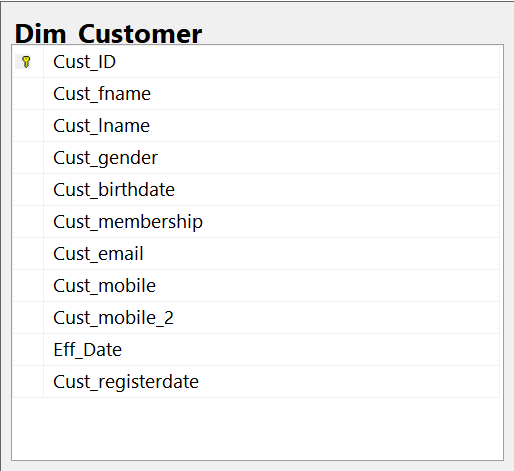 Dim_Customer
Cust_ID
Cust_fname
Cust_lname
Cust_gender
Cust_birthdate
Cust_membership
Cust_email
Cust_mobile
Cust_mobile_2
Eff_Date
Cust_registerdate